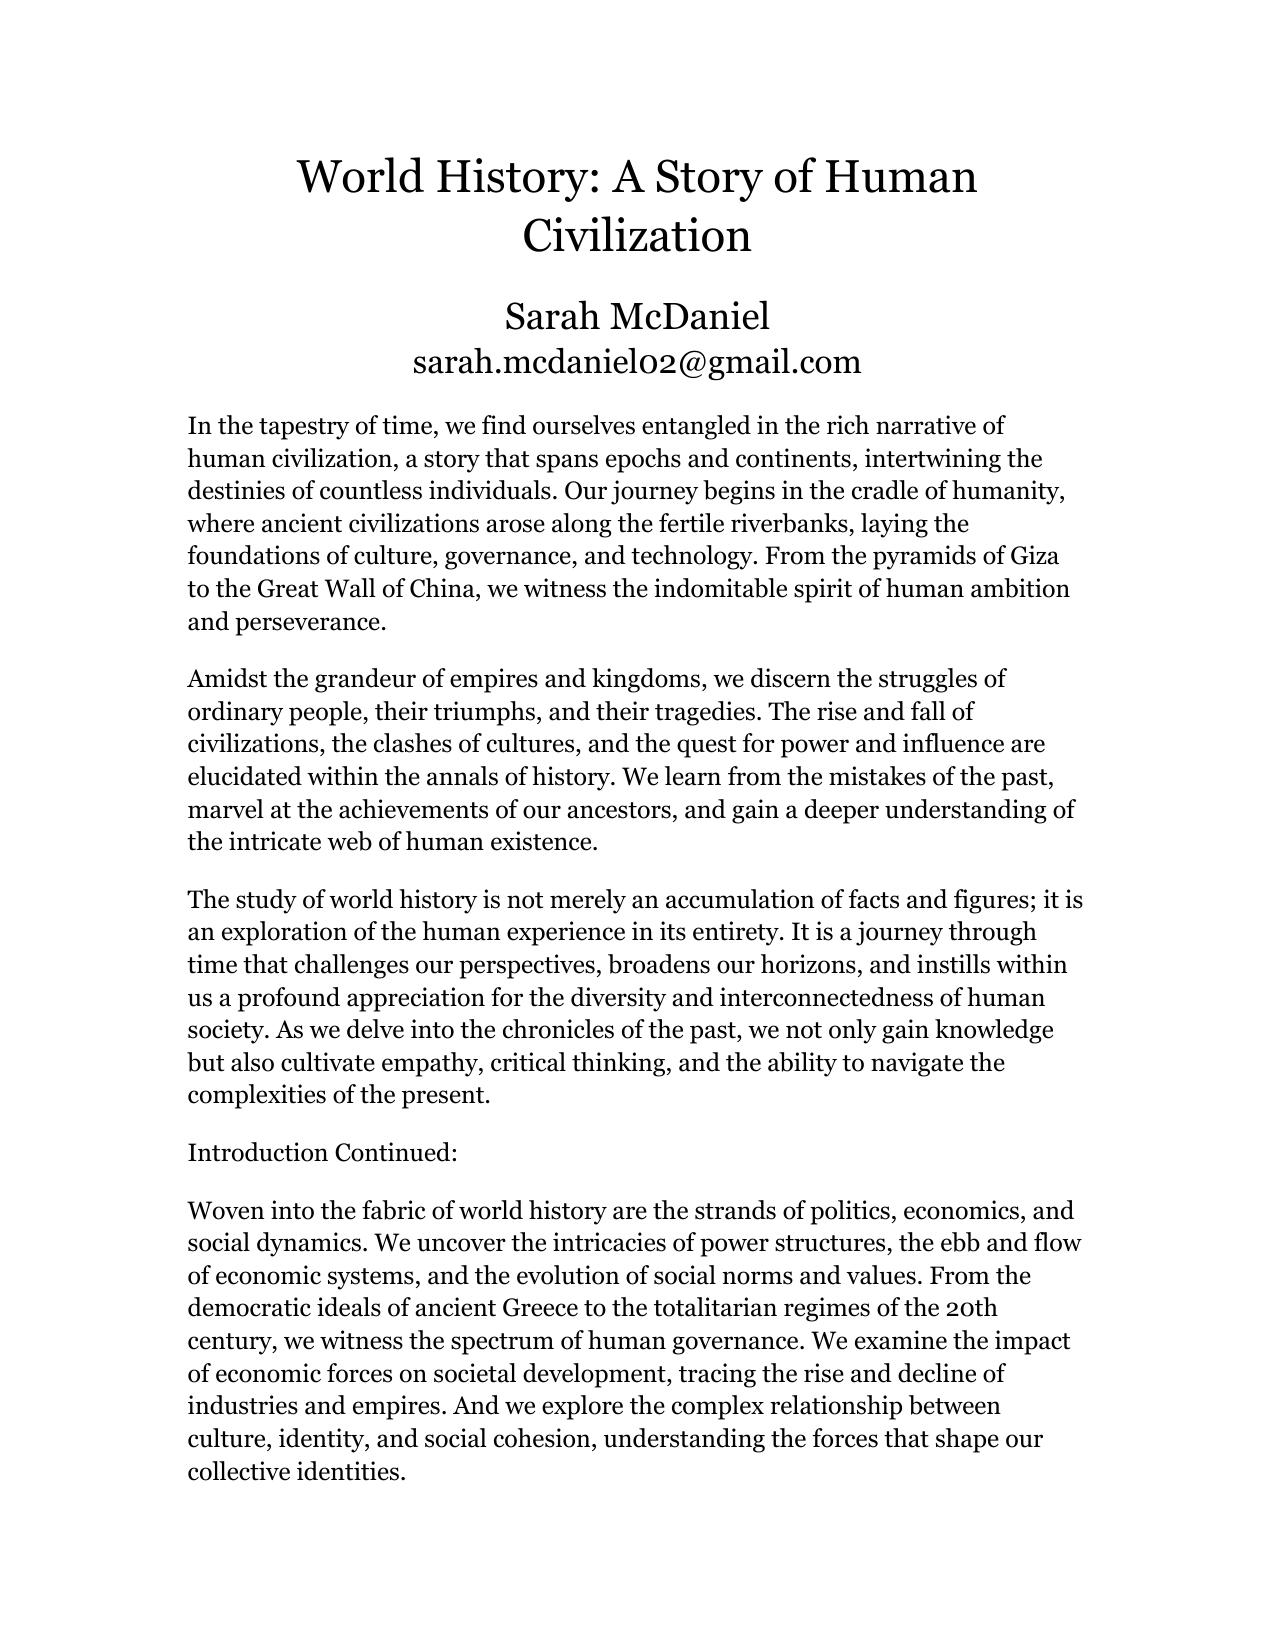 World History: A Story of Human
Civilization
Sarah McDaniel
sarah.mcdaniel02@gmail.com
In the tapestry of time, we find ourselves entangled in the rich narrative of
human civilization, a story that spans epochs and continents, intertwining the
destinies of countless individuals. Our journey begins in the cradle of humanity,
where ancient civilizations arose along the fertile riverbanks, laying the
foundations of culture, governance, and technology. From the pyramids of Giza
to the Great Wall of China, we witness the indomitable spirit of human ambition
and perseverance.
Amidst the grandeur of empires and kingdoms, we discern the struggles of
ordinary people, their triumphs, and their tragedies. The rise and fall of
civilizations, the clashes of cultures, and the quest for power and influence are
elucidated within the annals of history. We learn from the mistakes of the past,
marvel at the achievements of our ancestors, and gain a deeper understanding of
the intricate web of human existence.
The study of world history is not merely an accumulation of facts and figures; it is
an exploration of the human experience in its entirety. It is a journey through
time that challenges our perspectives, broadens our horizons, and instills within
us a profound appreciation for the diversity and interconnectedness of human
society. As we delve into the chronicles of the past, we not only gain knowledge
but also cultivate empathy, critical thinking, and the ability to navigate the
complexities of the present.
Introduction Continued:
Woven into the fabric of world history are the strands of politics, economics, and
social dynamics. We uncover the intricacies of power structures, the ebb and flow
of economic systems, and the evolution of social norms and values. From the
democratic ideals of ancient Greece to the totalitarian regimes of the 20th
century, we witness the spectrum of human governance. We examine the impact
of economic forces on societal development, tracing the rise and decline of
industries and empires. And we explore the complex relationship between
culture, identity, and social cohesion, understanding the forces that shape our
collective identities.